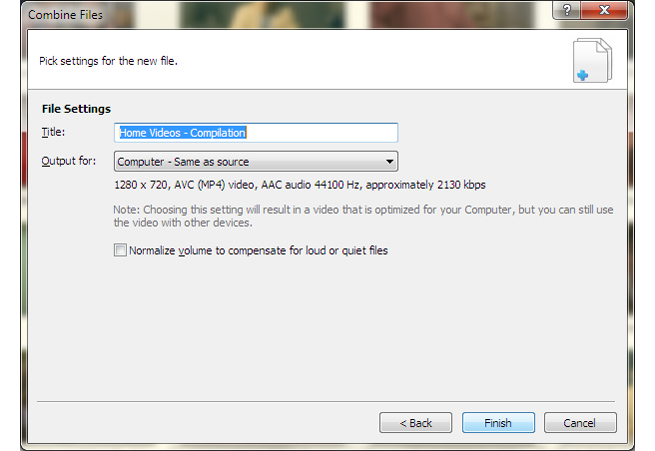 Combine Files
?
Pick settings for the new file.
File Settings
Title:
Home Videos - Compilation
Output for:
Computer - Same as source
1280 x 720, AVC (MP4) video, AAC audio 44100 Hz, approximately 2130 kbps
Note: Choosing this setting will result in a video that is optimized for your Computer, but you can still use
the video with other devices.
Normalize volume to compensate for loud or quiet files
< Back
Finish
Cancel